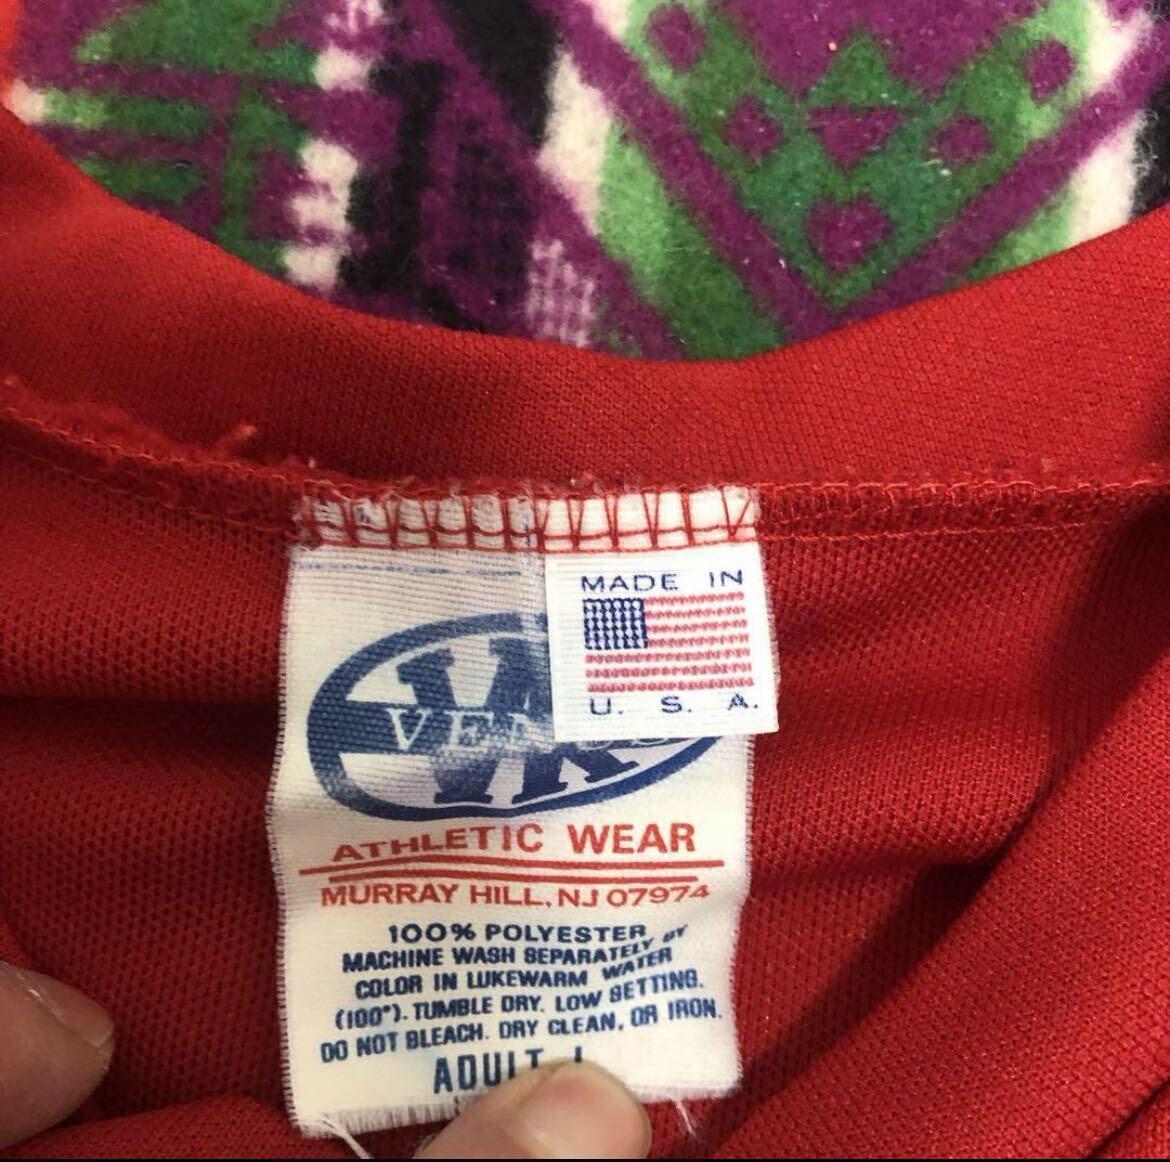 MADE IN
U. S. A.
VK
ATHLETIC WEAR
MURRAY HILL, NJ 07974
100% POLYESTER
MACHINE WASH SEPARATELY BY
COLOR IN LUKEWARM WATER
(100°). TUMBLE DRY. LOW SETTING.
DO NOT BLEACH. DRY CLEAN, OR IRON.
ADULT